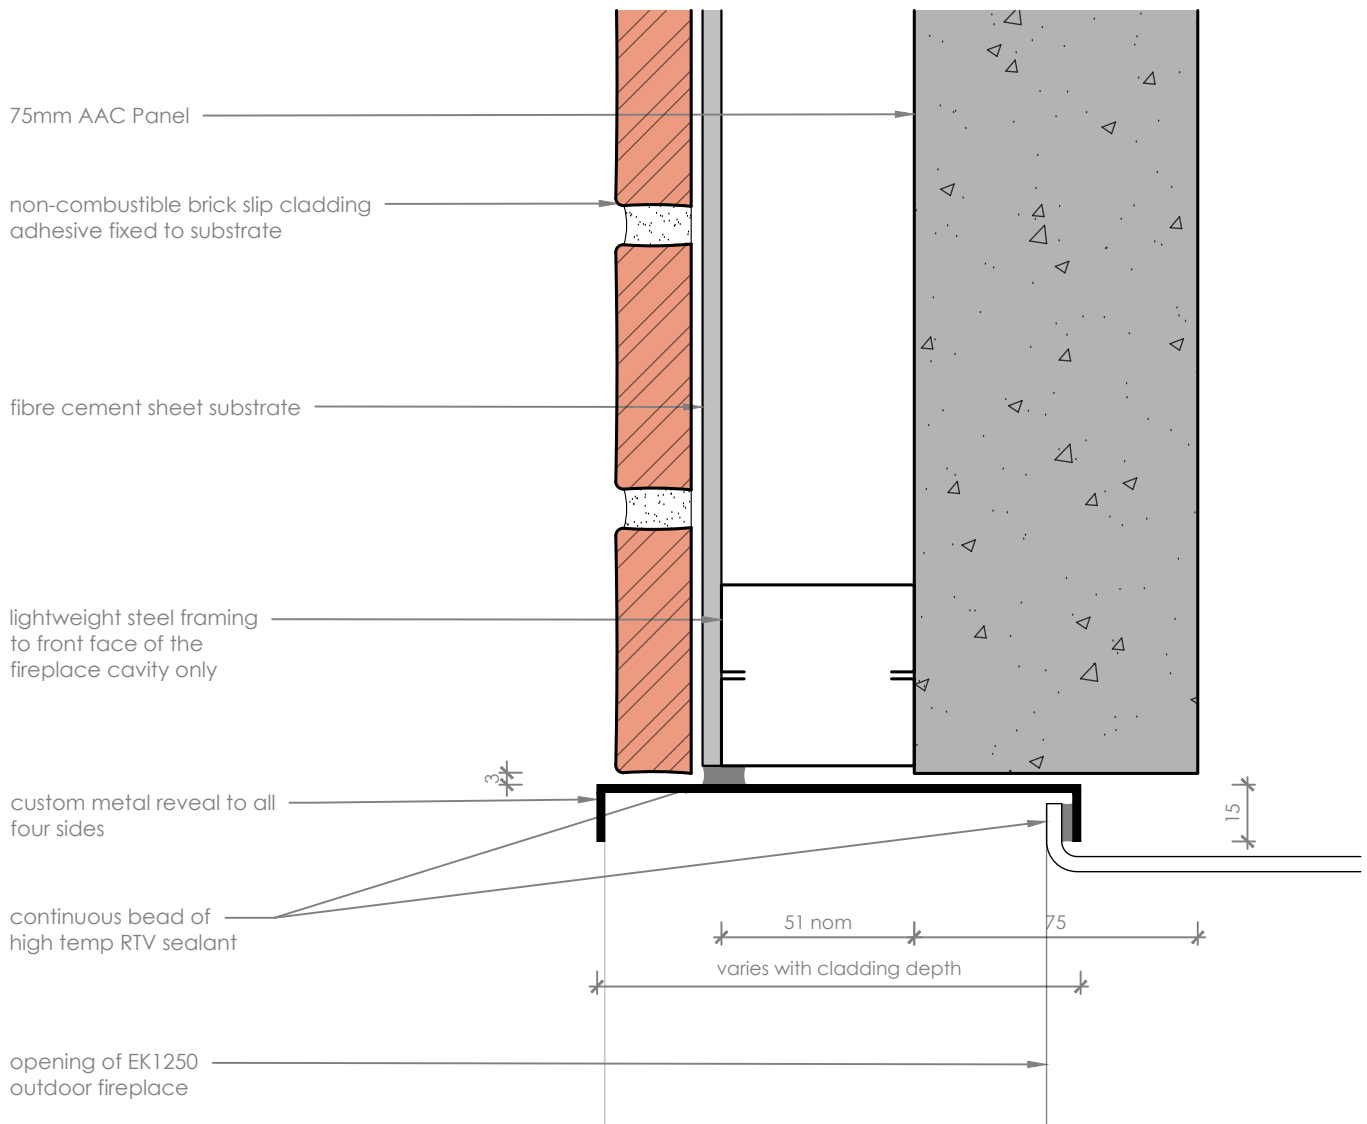 75mm AAC Panel
non-combustible brick slip cladding
adhesive fixed to substrate
fibre cement sheet substrate
lightweight steel framing
to front face of the
fireplace cavity only
3
custom metal reveal to all
four sides
15
continuous bead of
high temp RTV sealant
51 nom
75
varies with cladding depth
opening of EK1250
outdoor fireplace